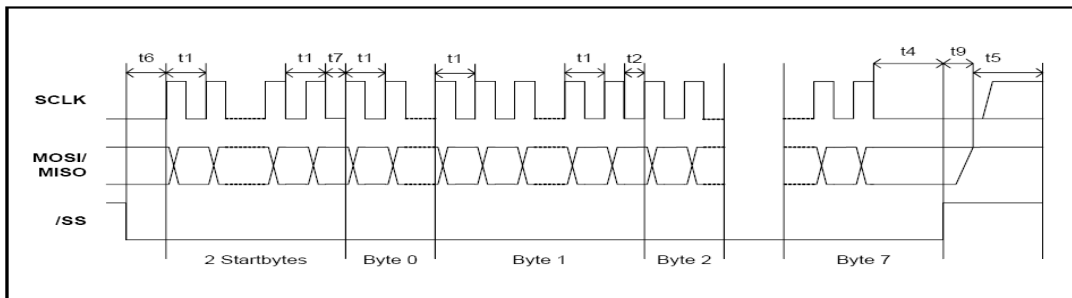 t6 t1 t1 t7 t1 t1 t1 t2 t4 t9 t5
SCLK
MOSI/
MISO
/SS
2 Startbytes Byte 0 Byte 1 Byte 2 Byte 7